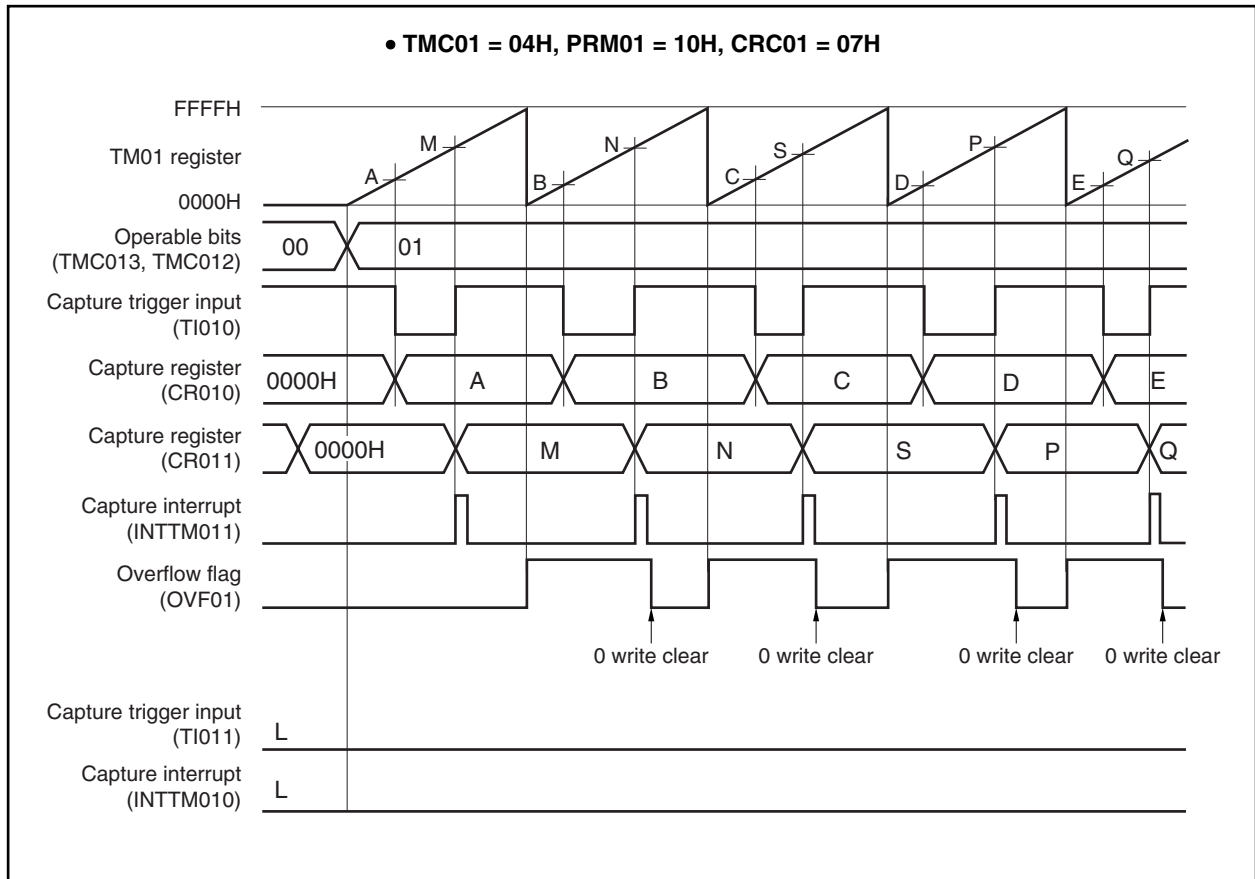 • TMC01 = 04H, PRM01 = 10H, CRC01 = 07H
FFFFH
TM01 register
0000H
A M B N C S D P E Q
Operable bits
(TMC013, TMC012)
00 01
Capture trigger input
(TI010)
Capture register
(CR010)
0000H A B C D E
Capture register
(CR011)
0000H M N S P Q
Capture interrupt
(INTTM011)
Overflow flag
(OVF01)
0 write clear 0 write clear 0 write clear 0 write clear
Capture trigger input
(TI011)
L
Capture interrupt
(INTTM010)
L